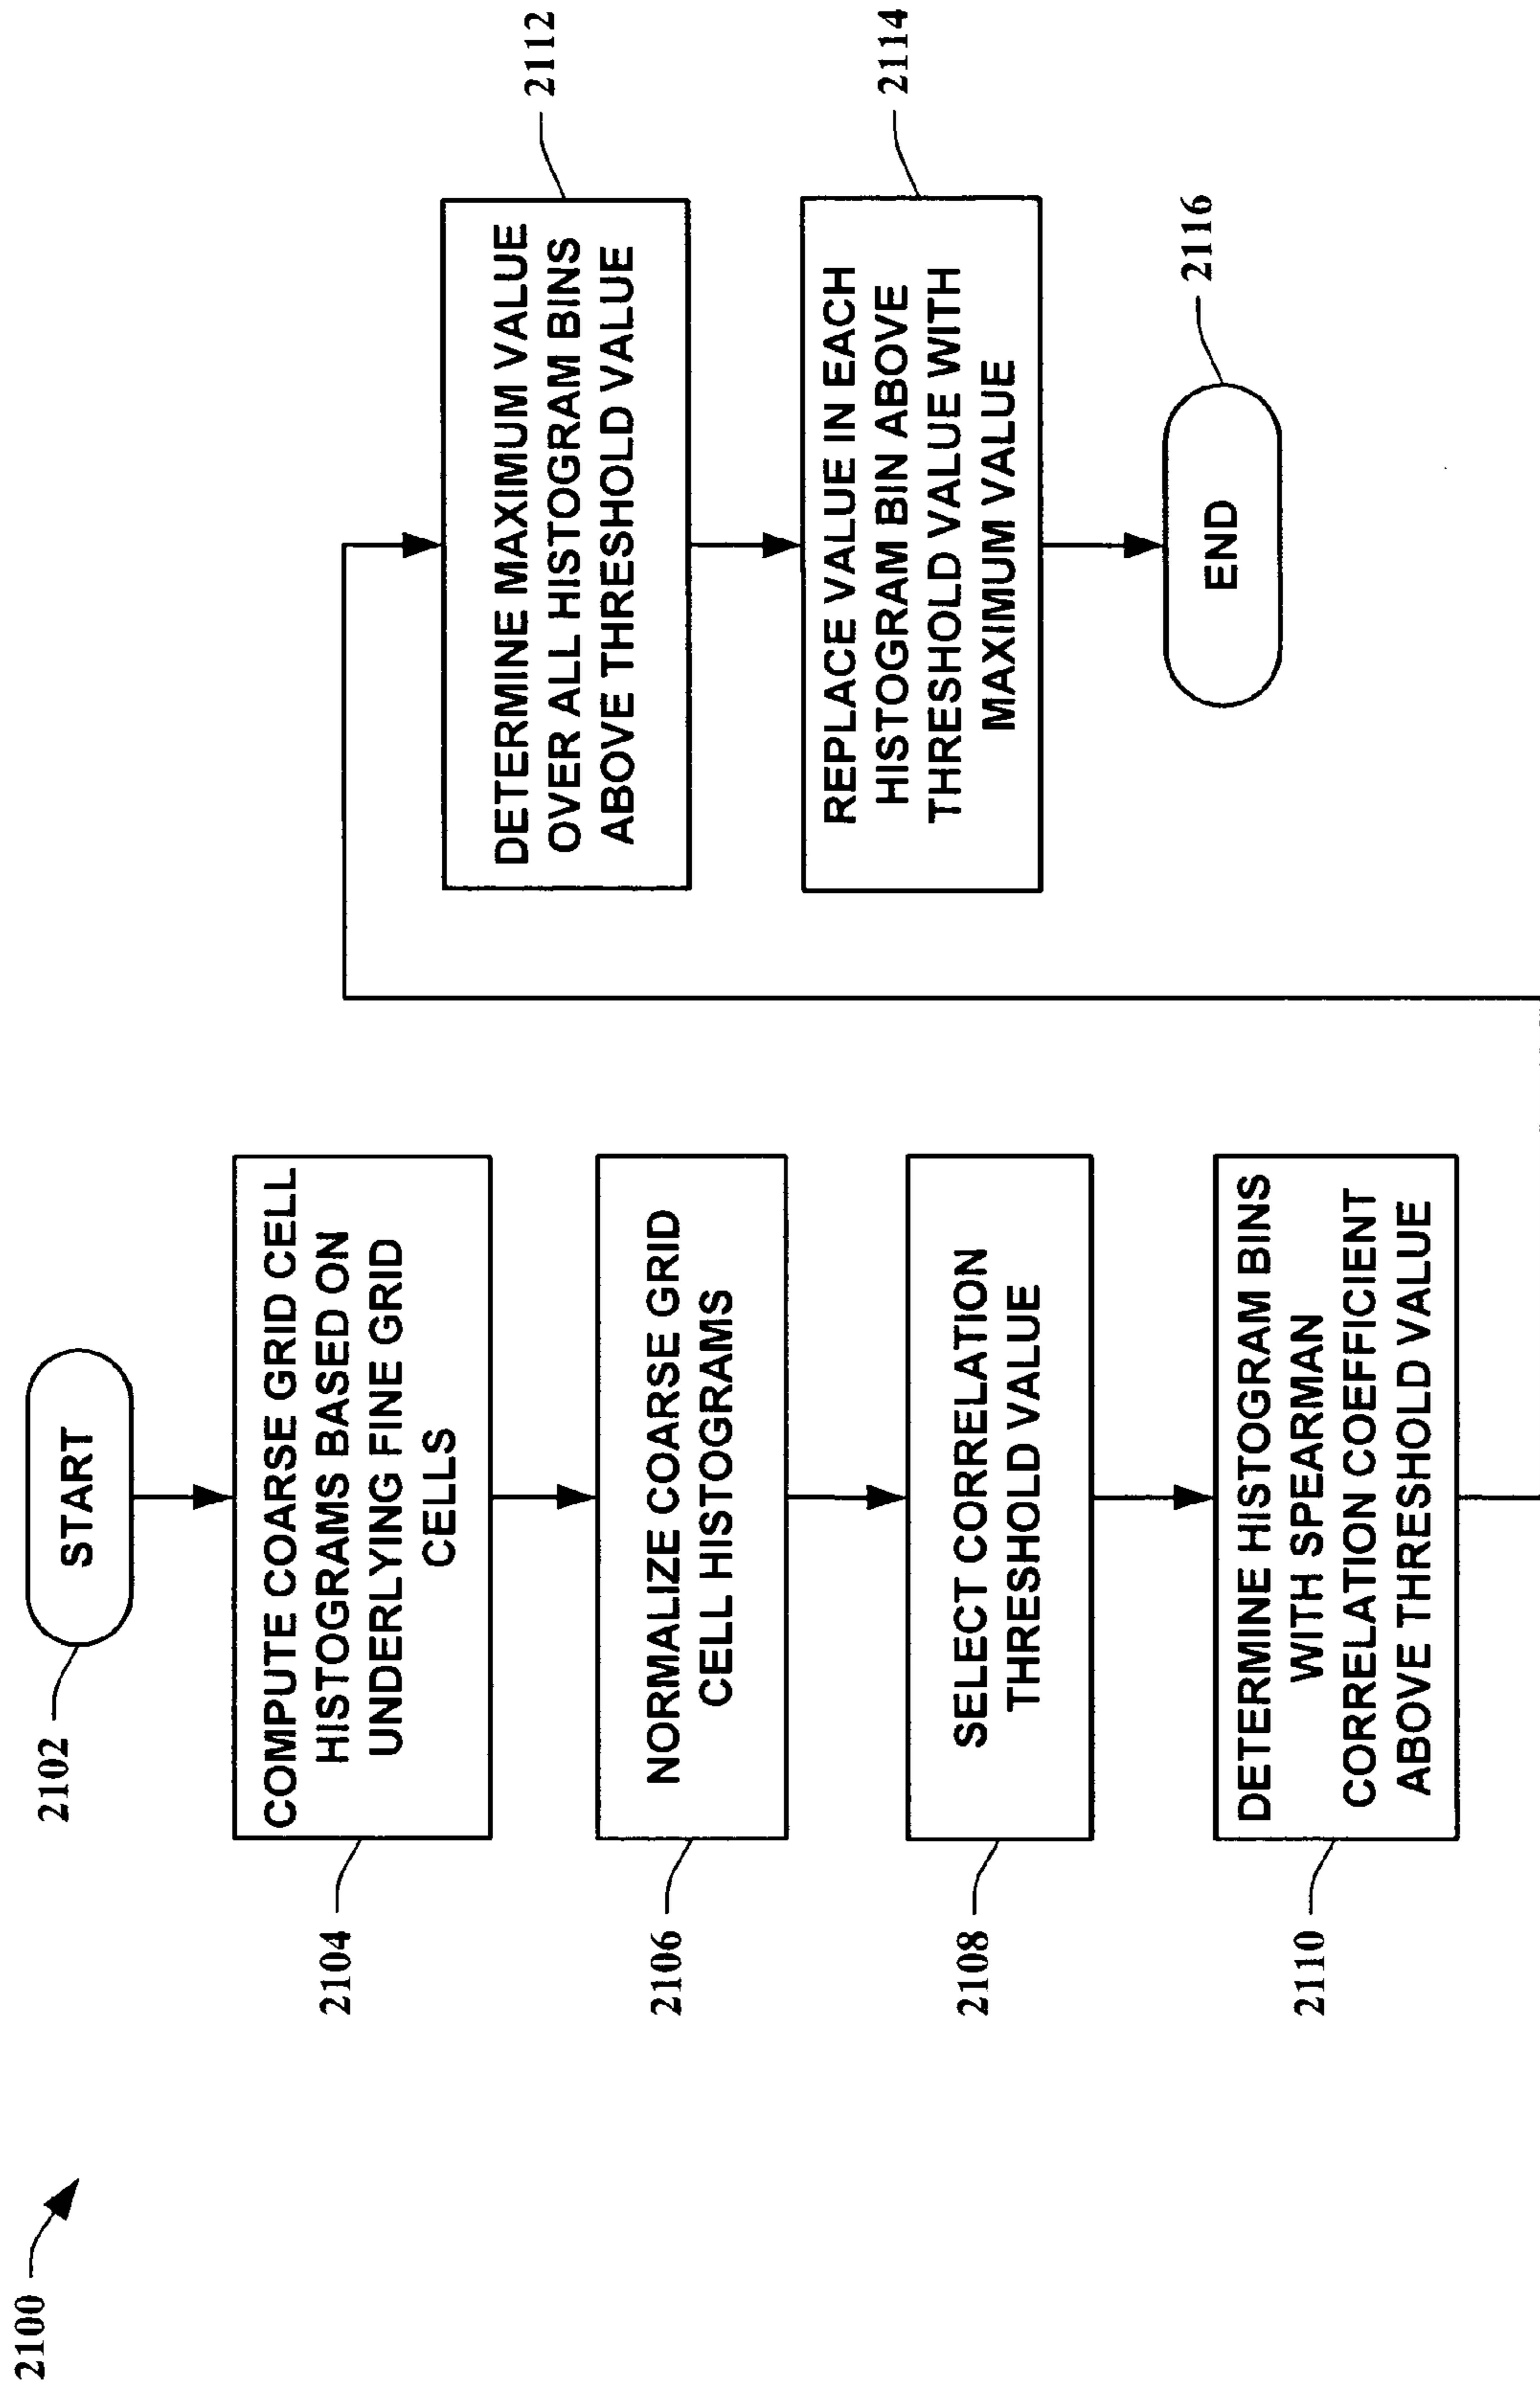 2100
2102
START
2104
COMPUTE COARSE GRID CELL
HISTOGRAMS BASED ON
UNDERLYING FINE GRID
CELLS
2106
NORMALIZE COARSE GRID
CELL HISTOGRAMS
2108
SELECT CORRELATION
THRESHOLD VALUE
2110
DETERMINE HISTOGRAM BINS
WITH SPEARMAN
CORRELATION COEFFICIENT
ABOVE THRESHOLD VALUE
2112
DETERMINE MAXIMUM VALUE
OVER ALL HISTOGRAM BINS
ABOVE THRESHOLD VALUE
2114
REPLACE VALUE IN EACH
HISTOGRAM BIN ABOVE
THRESHOLD VALUE WITH
MAXIMUM VALUE
2116
END